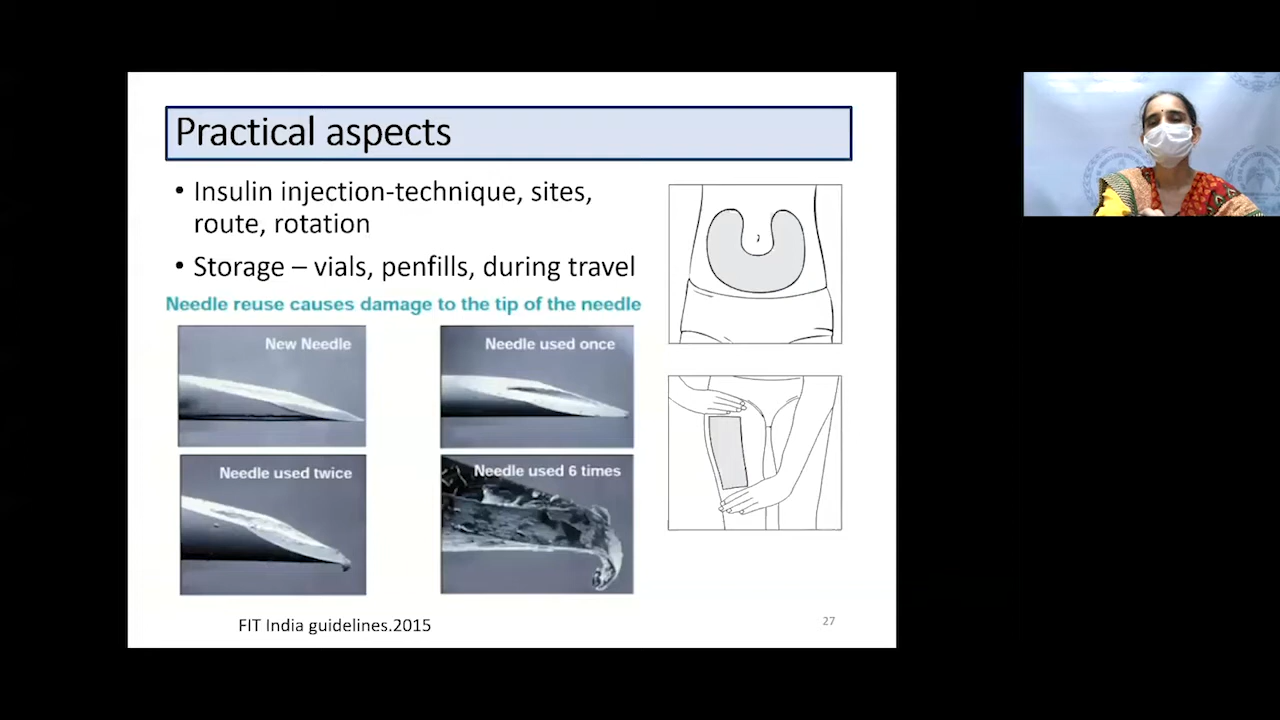 Practical aspects
• Insulin injection-technique, sites,
route, rotation
• Storage – vials, penfills, during travel
Needle reuse causes damage to the tip of the needle
New Needle
Needle used once
Needle used twice
Needle used 6 times
FIT India guidelines.2015
27